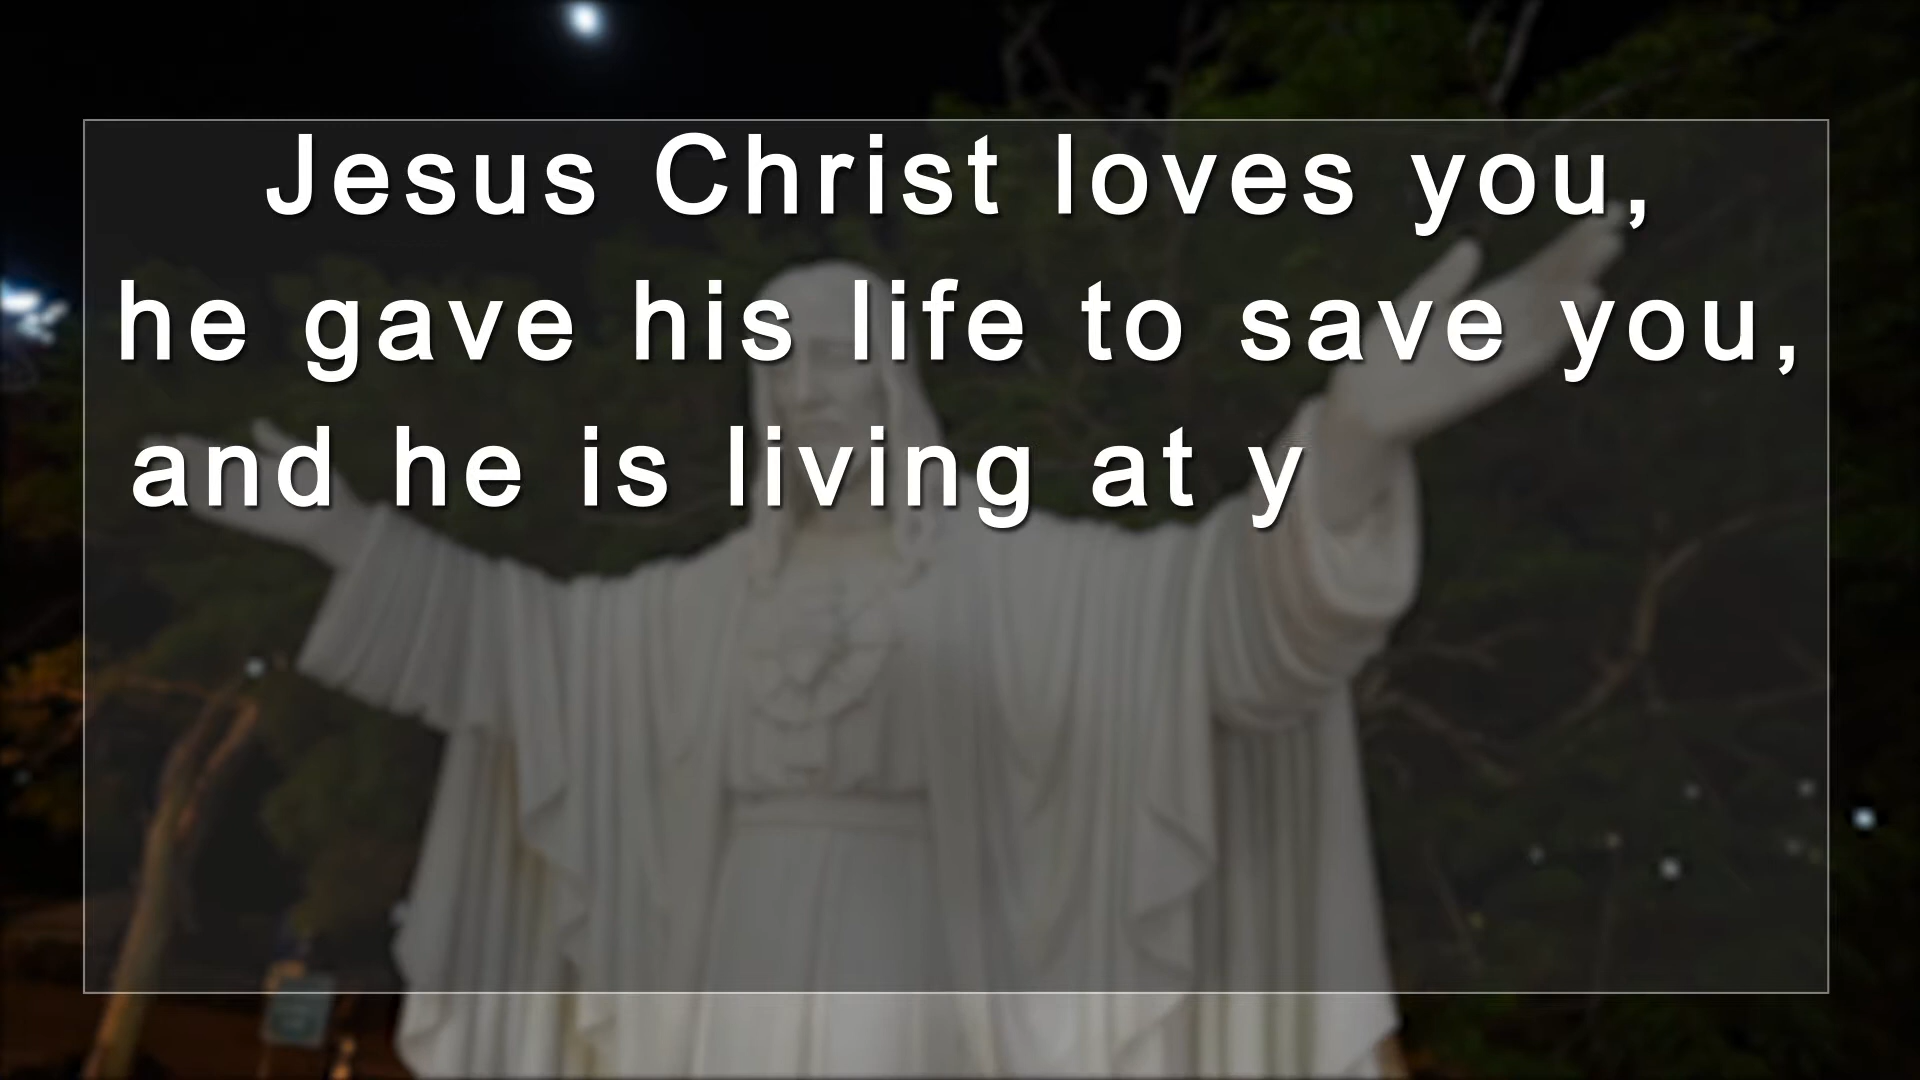 Jesus Christ loves you,
he gave his life to save you,
and he is living at y